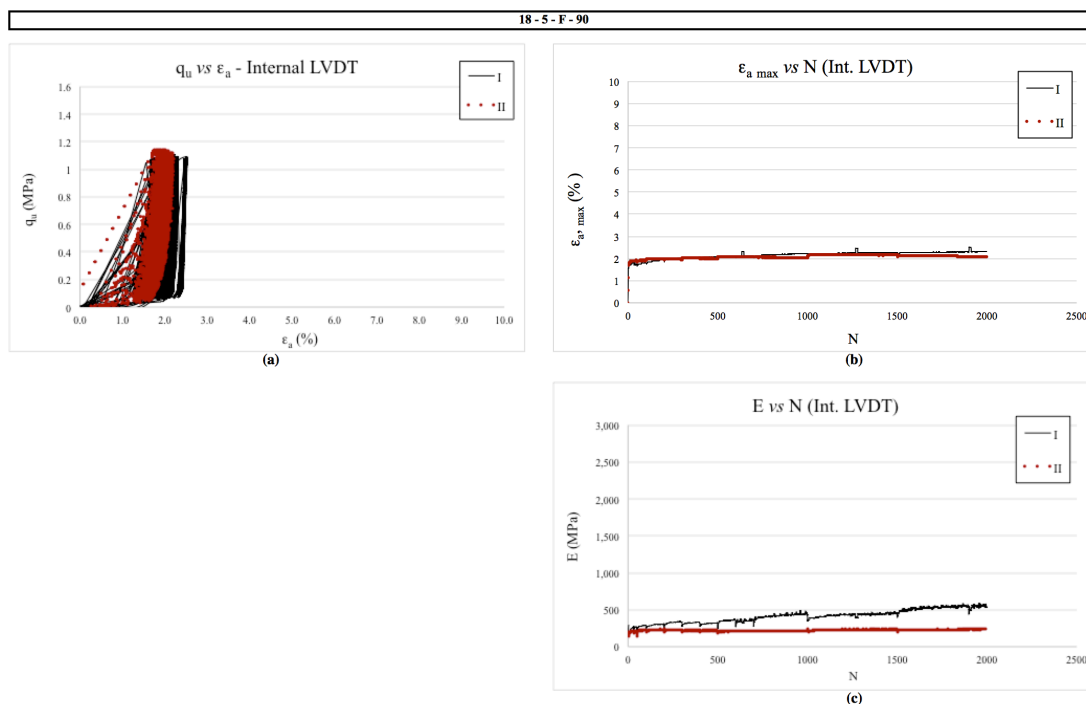 18 - 5 - F - 90
qu vs εa - Internal LVDT
I
II
1.6
1.4
1.2
1
0.8
0.6
0.4
0.2
0
qu (MPa)
0.0 1.0 2.0 3.0 4.0 5.0 6.0 7.0 8.0 9.0 10.0
εa (%)
(a)
εa max vs N (Int. LVDT)
I
II
10
9
8
7
6
5
4
3
2
1
0
εa, max (%)
0 500 1000 1500 2000 2500
N
(b)
E vs N (Int. LVDT)
I
II
3,000
2,500
2,000
1,500
1,000
500
0
E (MPa)
0 500 1000 1500 2000 2500
N
(c)